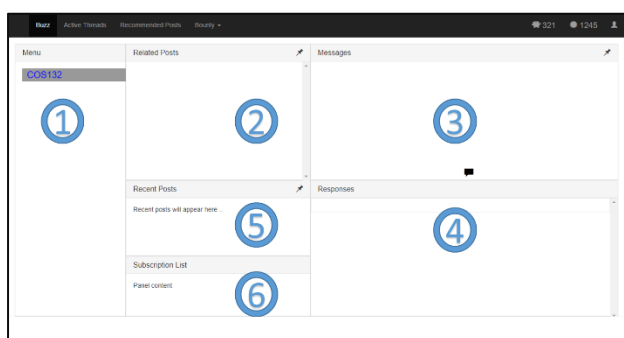 Buzz Active Threads Recommended Posts Bounty 321 1245
Menu Related Posts Messages
COS132
1 2 3
Recent Posts Responses
Recent posts will appear here...
5 4
Subscription List
Panel content
6